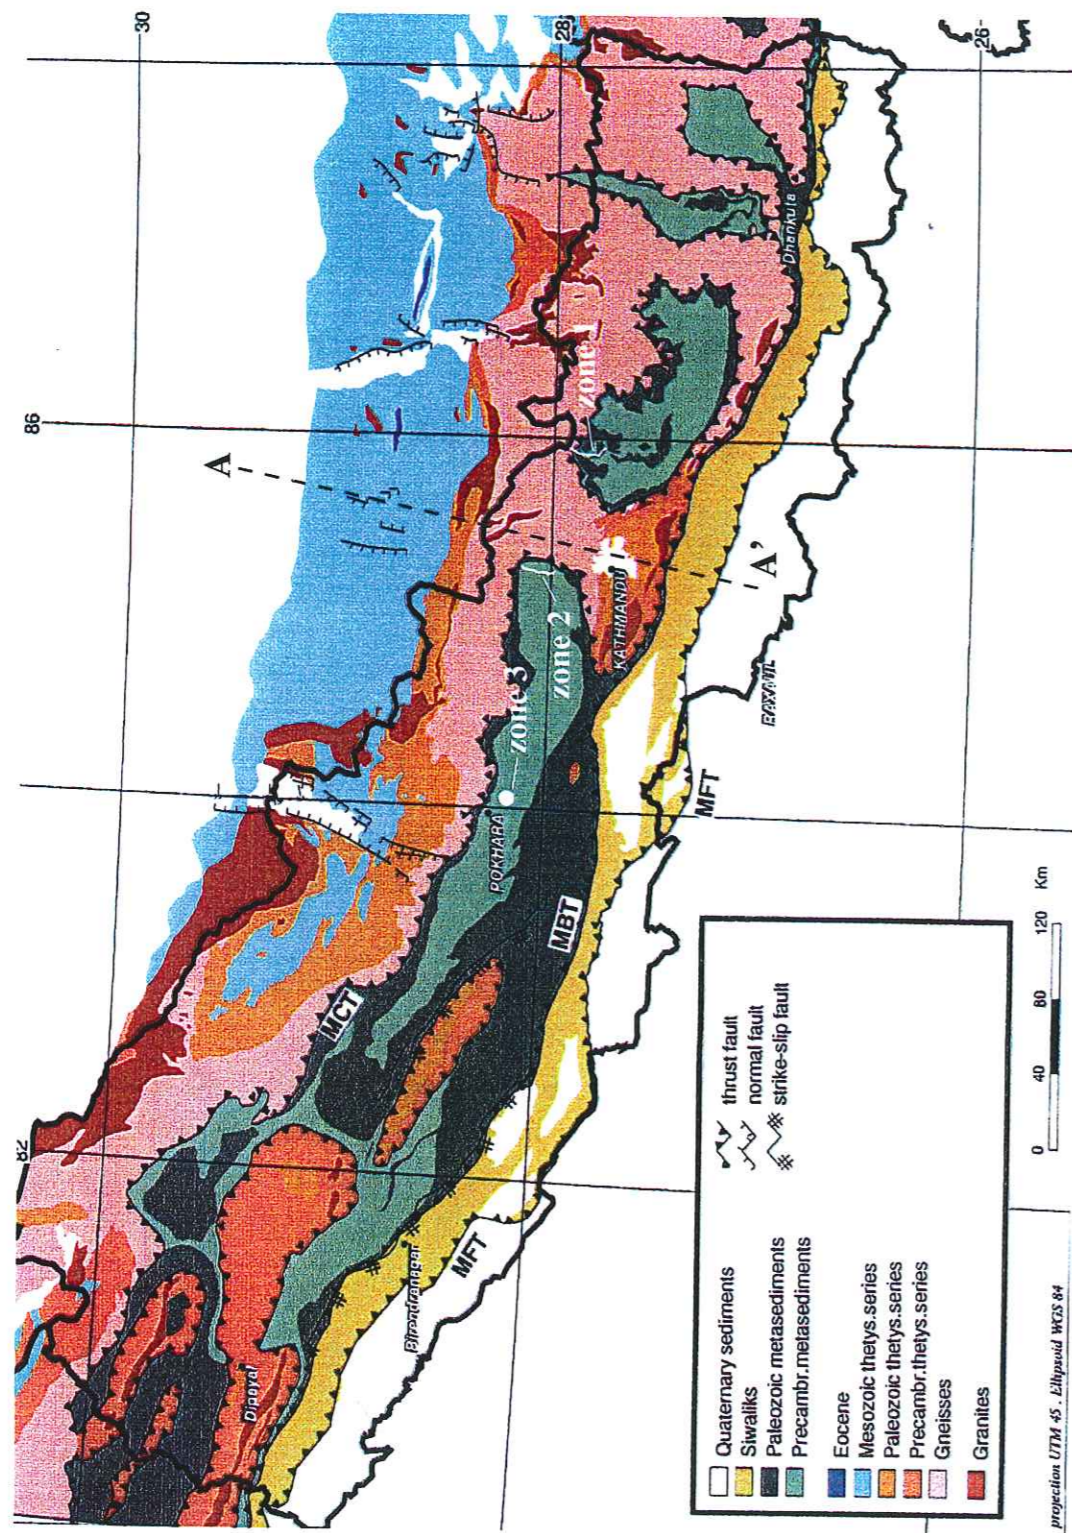 30
28
26
86
82
A
A'
zone 1
zone 2
zone 3
Dhankuta
KATHMANDU
POKHARA
MCT
MBT
MFT
MFT
Birendranagar
Dipayal
Quaternary sediments
Siwaliks
Paleozoic metasediments
Precambr.metasediments
Eocene
Mesozoic thetys.series
Paleozoic thetys.series
Precambr.thetys.series
Gneisses
Granites
thrust fault
normal fault
strike-slip fault
0 40 80 120 Km
projection UTM 45 . Ellipsoid WGS 84